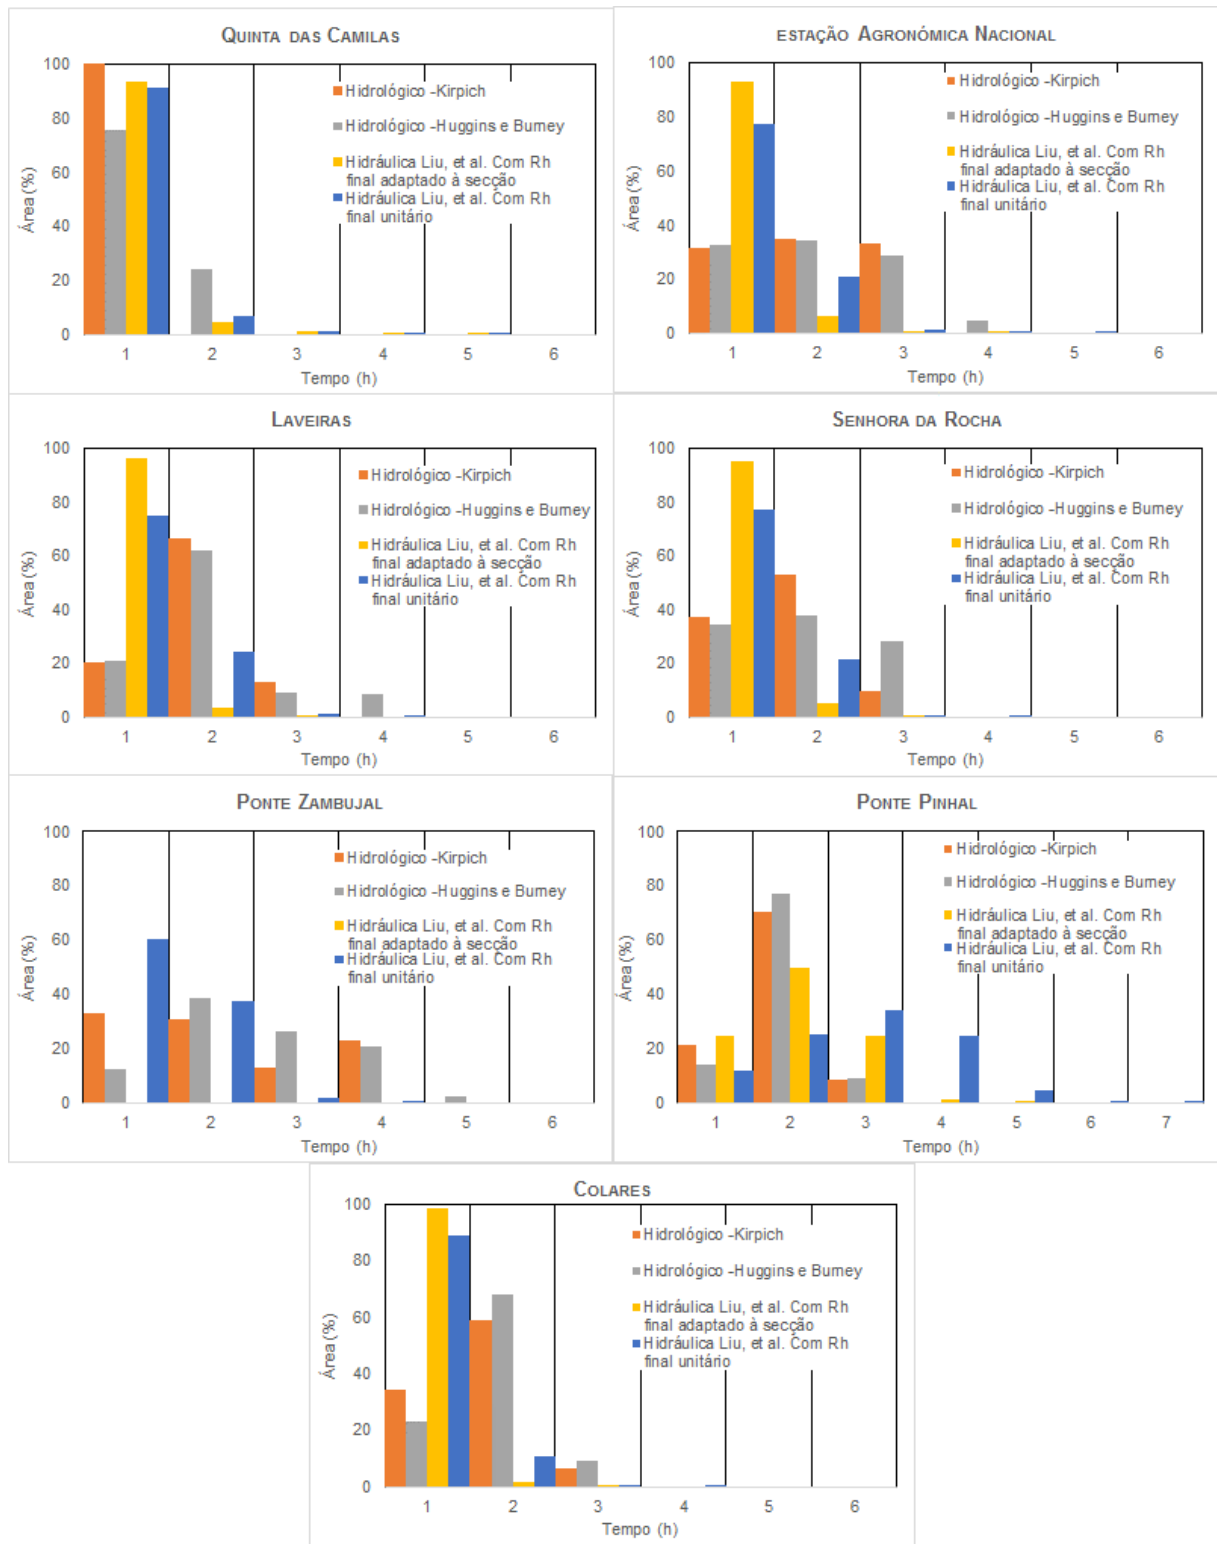 QUINTA DAS CAMILAS
100
80
60
40
20
0
Área (%)
Hidrológico -Kirpich
Hidrológico -Huggins e Burney
Hidráulica Liu, et al. Com Rh
final adaptado à secção
Hidráulica Liu, et al. Com Rh
final unitário
1 2 3 4 5 6
Tempo (h)
ESTAÇÃO AGRONÓMICA NACIONAL
100
80
60
40
20
0
Área (%)
Hidrológico -Kirpich
Hidrológico -Huggins e Burney
Hidráulica Liu, et al. Com Rh
final adaptado à secção
Hidráulica Liu, et al. Com Rh
final unitário
1 2 3 4 5 6
Tempo (h)
LAVEIRAS
100
80
60
40
20
0
Área (%)
Hidrológico -Kirpich
Hidrológico -Huggins e Burney
Hidráulica Liu, et al. Com Rh
final adaptado à secção
Hidráulica Liu, et al. Com Rh
final unitário
1 2 3 4 5 6
Tempo (h)
SENHORA DA ROCHA
100
80
60
40
20
0
Área (%)
Hidrológico -Kirpich
Hidrológico -Huggins e Burney
Hidráulica Liu, et al. Com Rh
final adaptado à secção
Hidráulica Liu, et al. Com Rh
final unitário
1 2 3 4 5 6
Tempo (h)
PONTE ZAMBUJAL
100
80
60
40
20
0
Área (%)
Hidrológico -Kirpich
Hidrológico -Huggins e Burney
Hidráulica Liu, et al. Com Rh
final adaptado à secção
Hidráulica Liu, et al. Com Rh
final unitário
1 2 3 4 5 6
Tempo (h)
PONTE PINHAL
100
80
60
40
20
0
Área (%)
Hidrológico -Kirpich
Hidrológico -Huggins e Burney
Hidráulica Liu, et al. Com Rh
final adaptado à secção
Hidráulica Liu, et al. Com Rh
final unitário
1 2 3 4 5 6 7
Tempo (h)
COLARES
100
80
60
40
20
0
Área (%)
Hidrológico -Kirpich
Hidrológico -Huggins e Burney
Hidráulica Liu, et al. Com Rh
final adaptado à secção
Hidráulica Liu, et al. Com Rh
final unitário
1 2 3 4 5 6
Tempo (h)